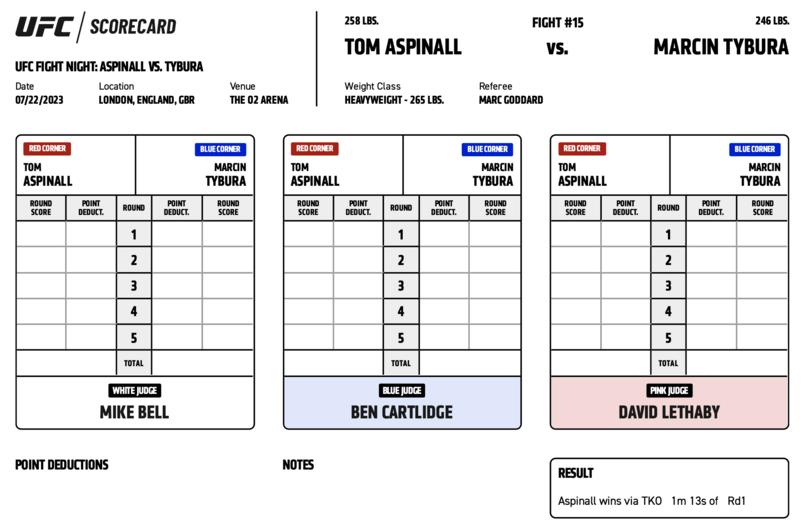 UFC / SCORECARD
UFC FIGHT NIGHT: ASPINALL VS. TYBURA
Date Location Venue
07/22/2023 LONDON, ENGLAND, GBR THE O2 ARENA
258 LBS. FIGHT #15 246 LBS.
TOM ASPINALL VS. MARCIN TYBURA
Weight Class Referee
HEAVYWEIGHT - 265 LBS. MARC GODDARD
RED CORNER BLUE CORNER
TOM MARCIN
ASPINALL TYBURA
ROUND POINT ROUND POINT ROUND
SCORE DEDUCT. DEDUCT. SCORE
1
2
3
4
5
TOTAL
WHITE JUDGE
MIKE BELL
RED CORNER BLUE CORNER
TOM MARCIN
ASPINALL TYBURA
ROUND POINT ROUND POINT ROUND
SCORE DEDUCT. DEDUCT. SCORE
1
2
3
4
5
TOTAL
BLUE JUDGE
BEN CARTLIDGE
RED CORNER BLUE CORNER
TOM MARCIN
ASPINALL TYBURA
ROUND POINT ROUND POINT ROUND
SCORE DEDUCT. DEDUCT. SCORE
1
2
3
4
5
TOTAL
PINK JUDGE
DAVID LETHABY
POINT DEDUCTIONS
NOTES
RESULT
Aspinall wins via TKO 1m 13s of Rd1